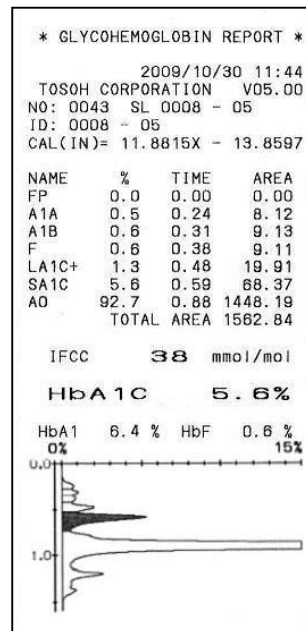 * GLYCOHEMOGLOBIN REPORT *
2009/10/30 11:44
TOSOH CORPORATION V05.00
NO: 0043 SL 0008 - 05
ID: 0008 - 05
CAL(IN)= 11.8815X - 13.8597
NAME % TIME AREA
FP 0.0 0.00 0.00
A1A 0.5 0.24 8.12
A1B 0.6 0.31 9.13
F 0.6 0.38 9.11
LA1C+ 1.3 0.48 19.91
SA1C 5.6 0.59 68.37
AO 92.7 0.88 1448.19
TOTAL AREA 1562.84
IFCC 38 mmol/mol
HbA1C 5.6%
HbA1 6.4 % HbF 0.6 %
0% 15%
0.0
1.0